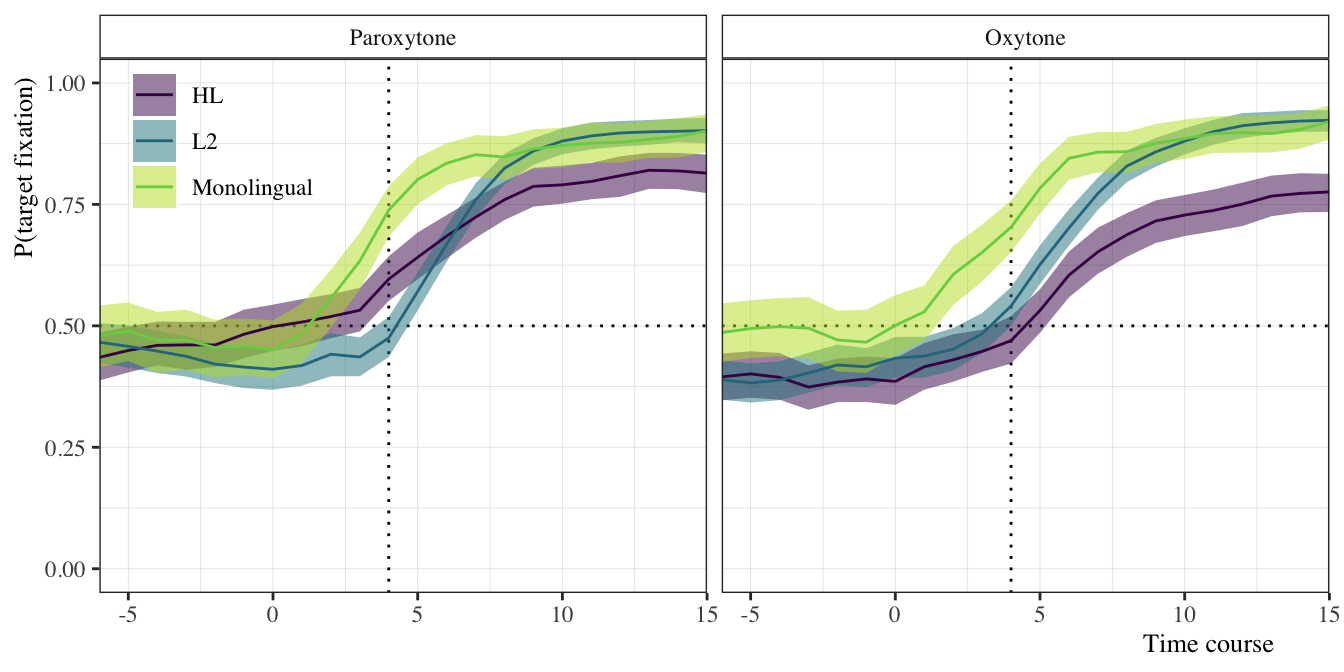 Paroxytone
Oxytone
P(target fixation)
1.00
0.75
0.50
0.25
0.00
HL
L2
Monolingual
-5 0 5 10 15
-5 0 5 10 15
Time course